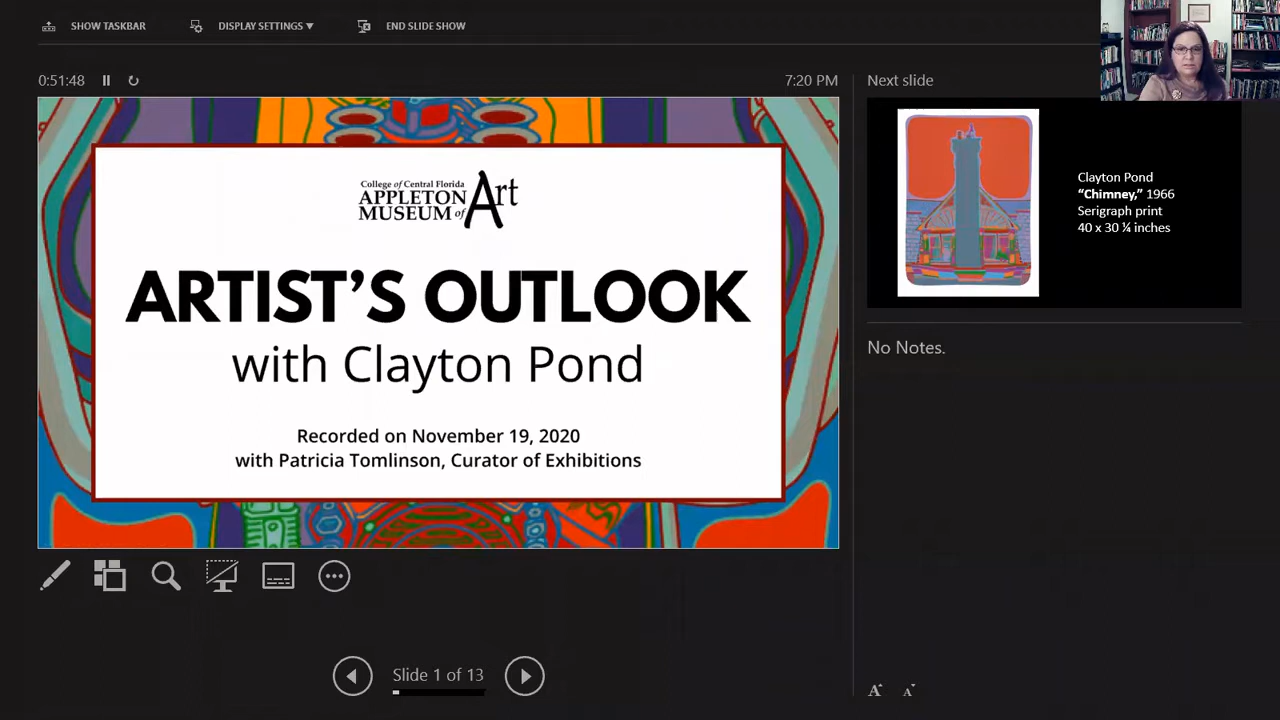 SHOW TASKBAR
DISPLAY SETTINGS ▼
END SLIDE SHOW
0:51:48
7:20 PM
College of Central Florida
APPLETON
MUSEUM of Art
ARTIST'S OUTLOOK
with Clayton Pond
Recorded on November 19, 2020
with Patricia Tomlinson, Curator of Exhibitions
Slide 1 of 13
Next slide
Clayton Pond
“Chimney,” 1966
Serigraph print
40 x 30 ¼ inches
No Notes.
A A